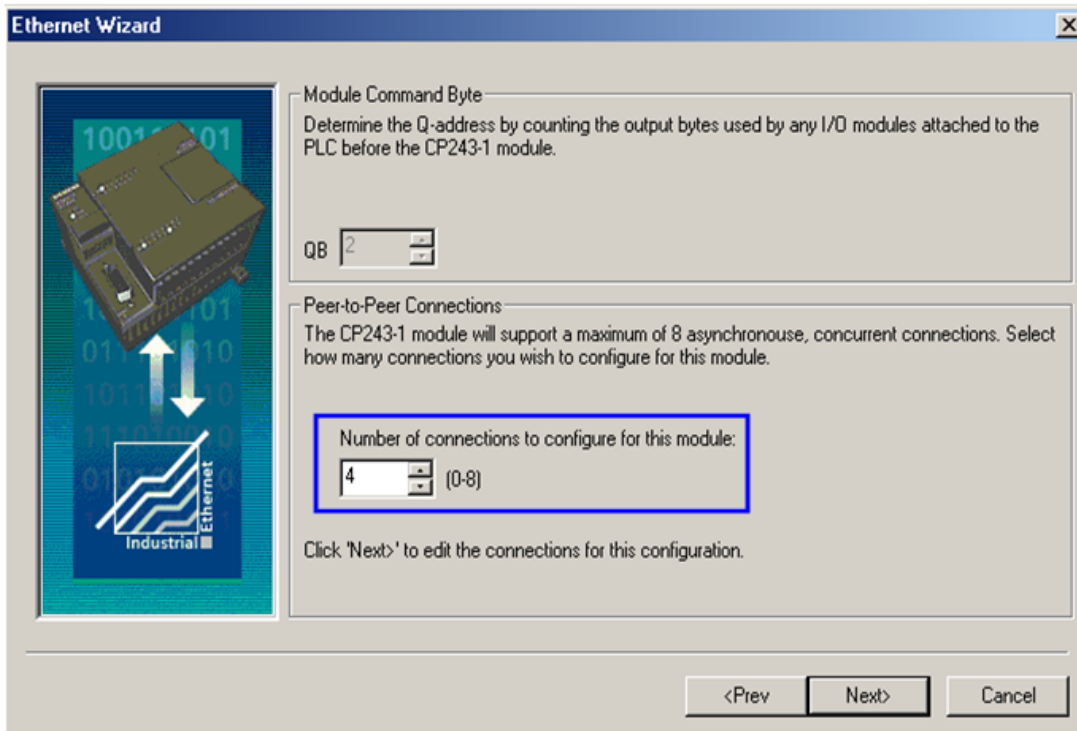 Ethernet Wizard
Module Command Byte
Determine the Q-address by counting the output bytes used by any I/O modules attached to the
PLC before the CP243-1 module.
QB 2
Peer-to-Peer Connections
The CP243-1 module will support a maximum of 8 asynchronouse, concurrent connections. Select
how many connections you wish to configure for this module.
Number of connections to configure for this module:
4 (0-8)
Click 'Next>' to edit the connections for this configuration.
Industrial
Ethernet
<Prev
Next>
Cancel